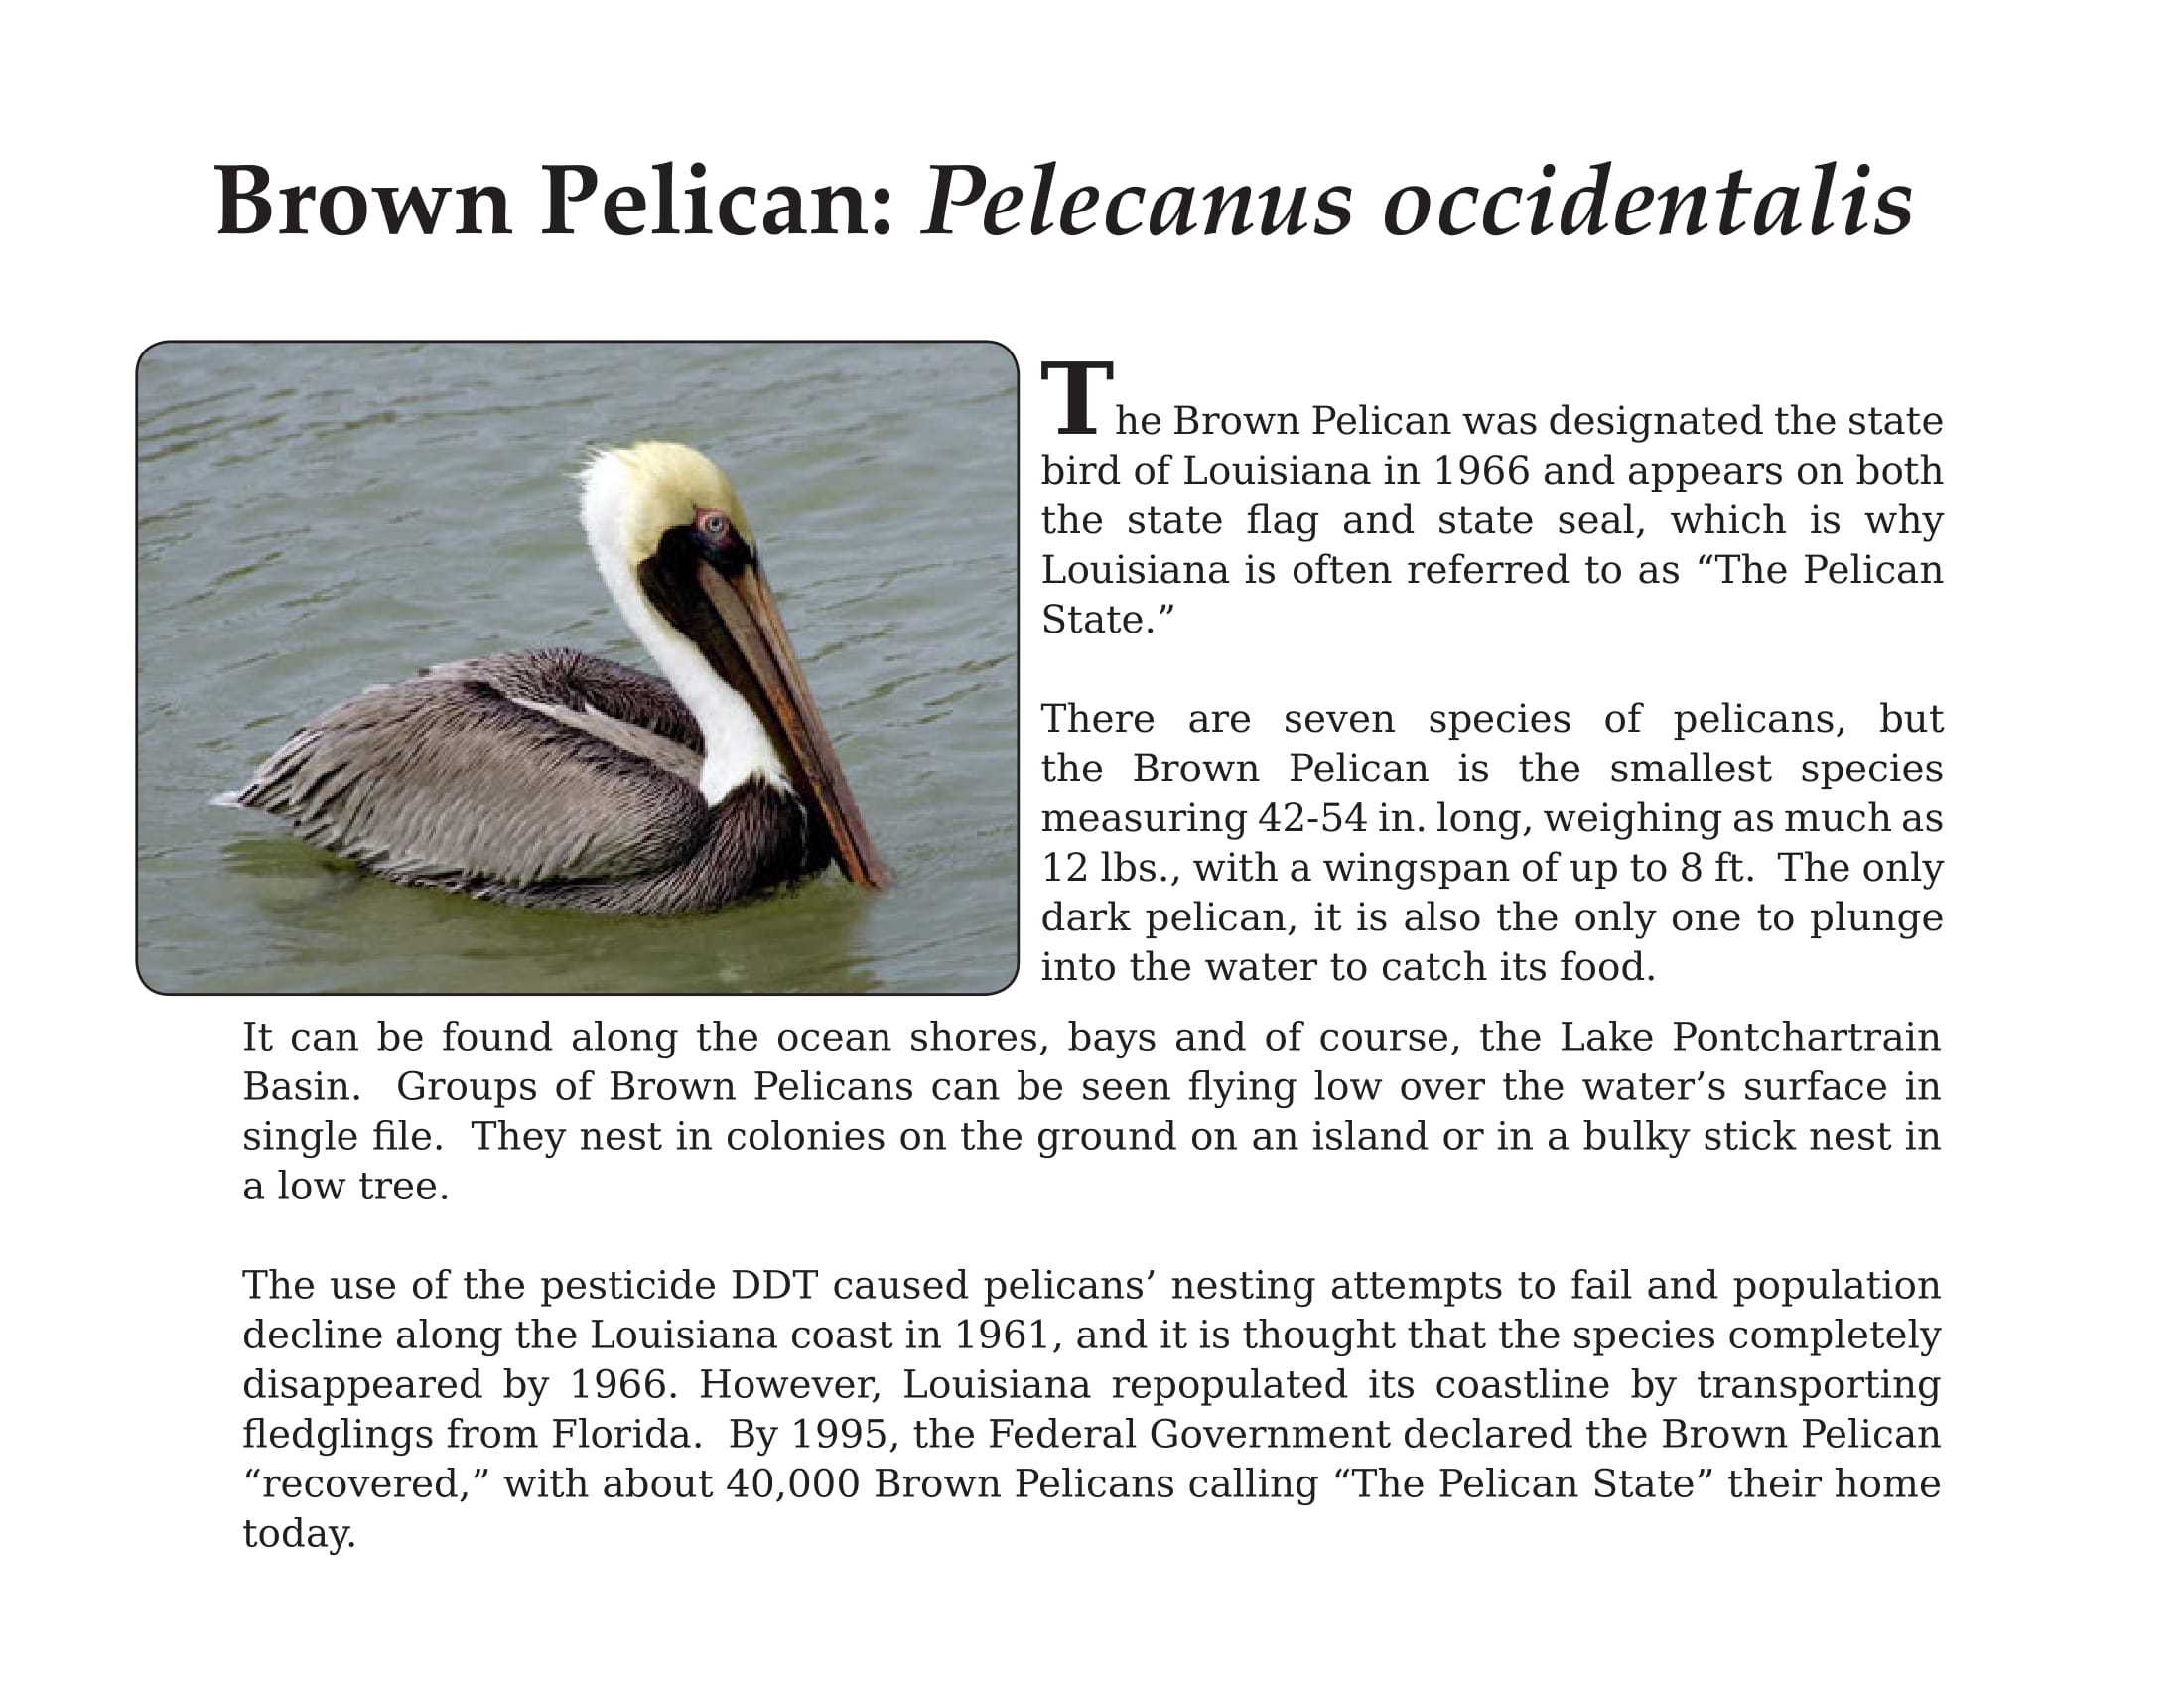 Brown Pelican: Pelecanus occidentalis
The Brown Pelican was designated the state
bird of Louisiana in 1966 and appears on both
the state flag and state seal, which is why
Louisiana is often referred to as “The Pelican
State.”
There are seven species of pelicans, but
the Brown Pelican is the smallest species
measuring 42-54 in. long, weighing as much as
12 lbs., with a wingspan of up to 8 ft.  The only
dark pelican, it is also the only one to plunge
into the water to catch its food.
It can be found along the ocean shores, bays and of course, the Lake Pontchartrain
Basin.  Groups of Brown Pelicans can be seen flying low over the water’s surface in
single file.  They nest in colonies on the ground on an island or in a bulky stick nest in
a low tree.
The use of the pesticide DDT caused pelicans’ nesting attempts to fail and population
decline along the Louisiana coast in 1961, and it is thought that the species completely
disappeared by 1966. However, Louisiana repopulated its coastline by transporting
fledglings from Florida.  By 1995, the Federal Government declared the Brown Pelican
“recovered,” with about 40,000 Brown Pelicans calling “The Pelican State” their home
today.